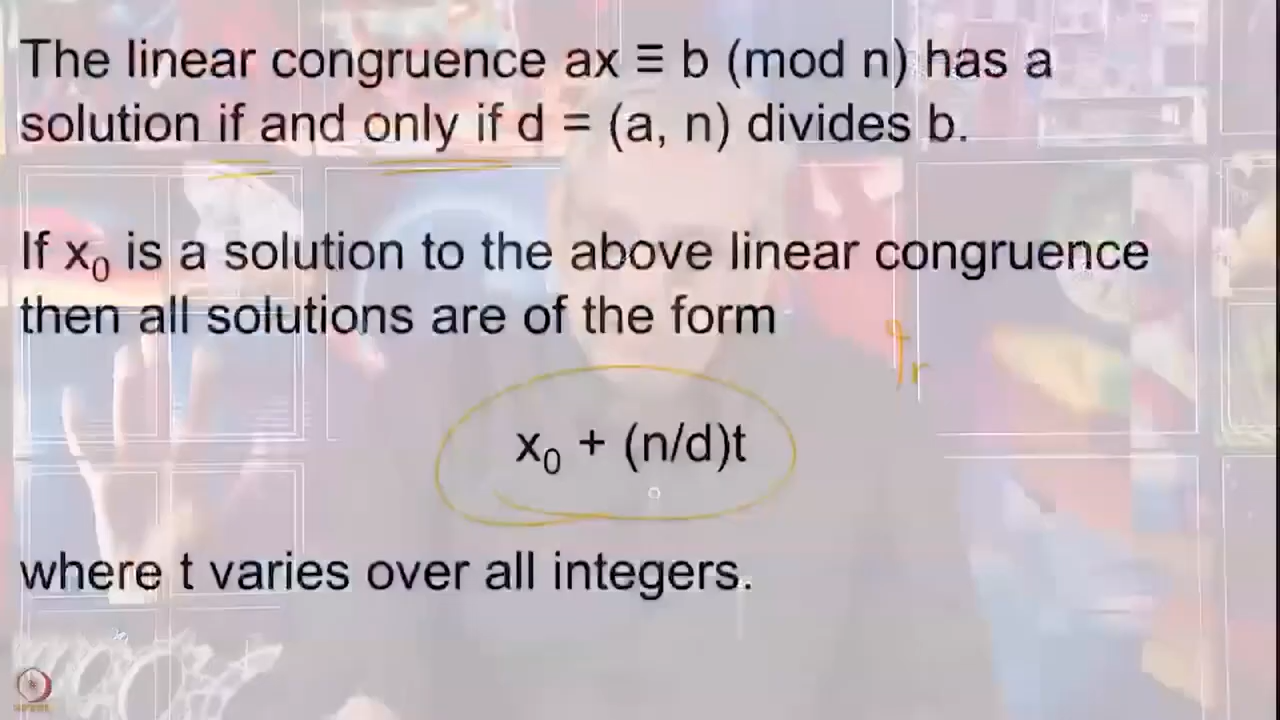 The linear congruence ax ≡ b (mod n) has a
solution if and only if d = (a, n) divides b.
If x₀ is a solution to the above linear congruence
then all solutions are of the form
x₀ + (n/d)t
where t varies over all integers.